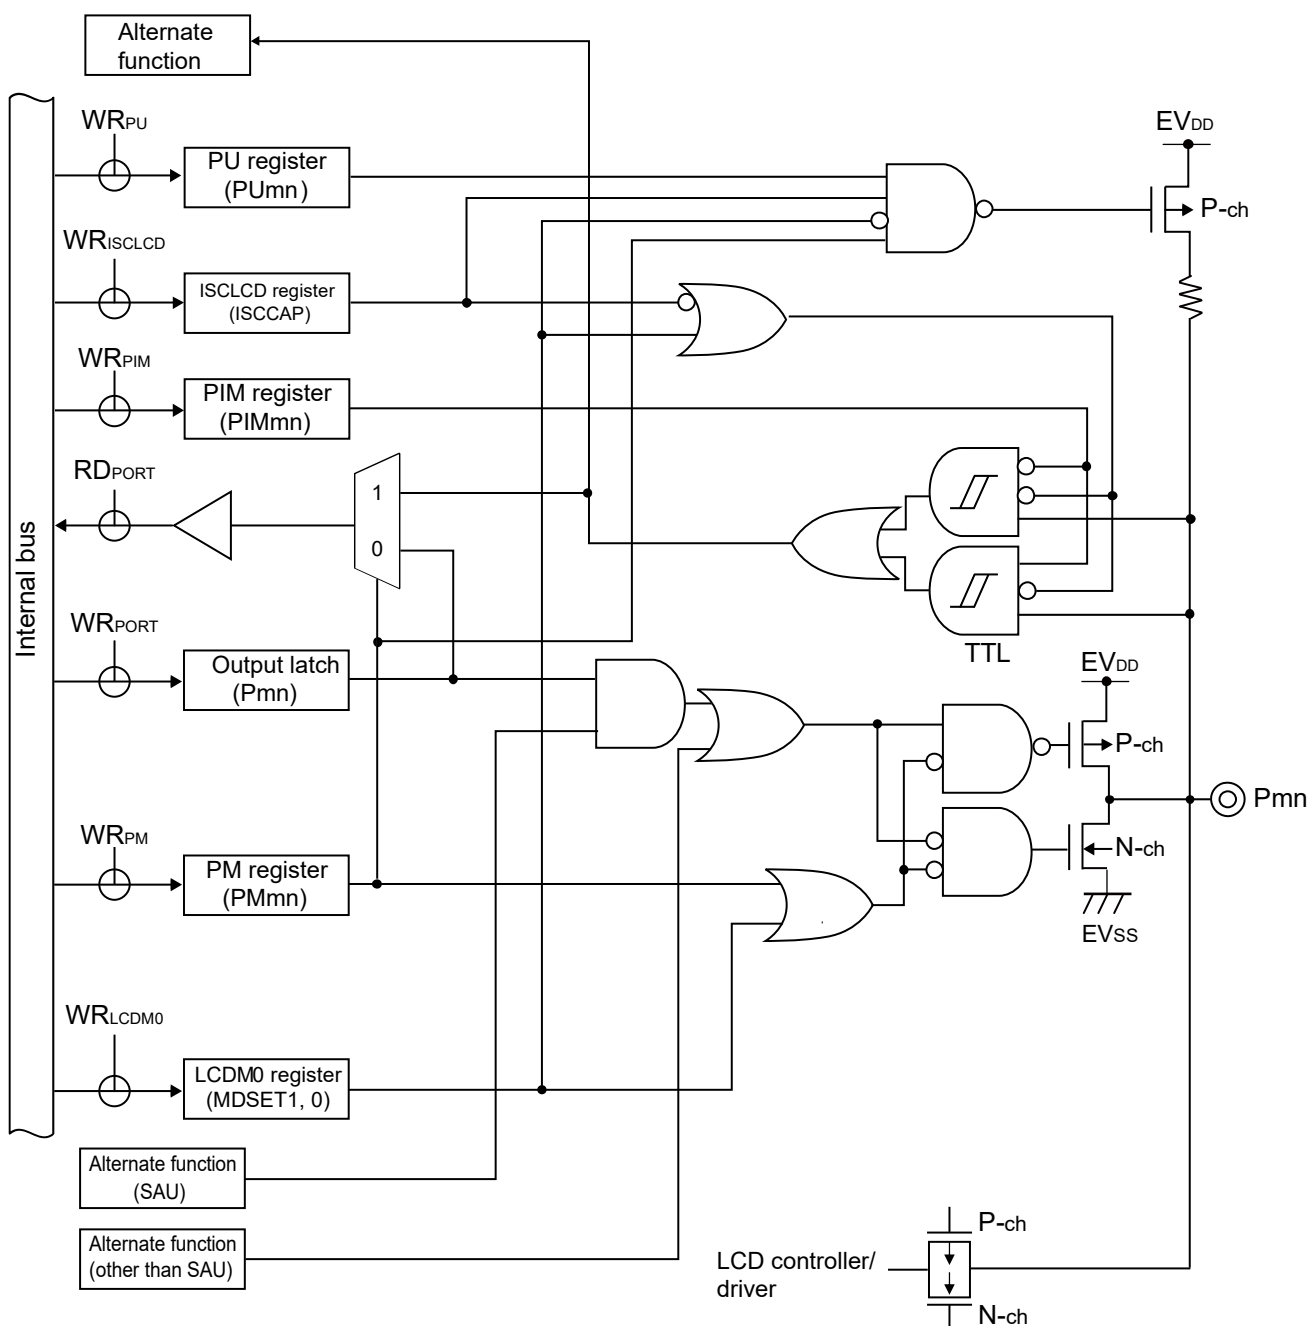 Alternate
function
WRPU
EVDD
PU register
(PUmn)
P-ch
WRISCLCD
ISCLCD register
(ISCCAP)
WRPIM
PIM register
(PIMmn)
RDPORT
1
0
Internal bus
WRPORT
TTL
Output latch
(Pmn)
EVDD
P-ch
Pmn
WRPM
N-ch
PM register
(PMmn)
EVSS
WRLCDM0
LCDM0 register
(MDSET1, 0)
Alternate function
(SAU)
P-ch
Alternate function
(other than SAU)
LCD controller/
driver
N-ch